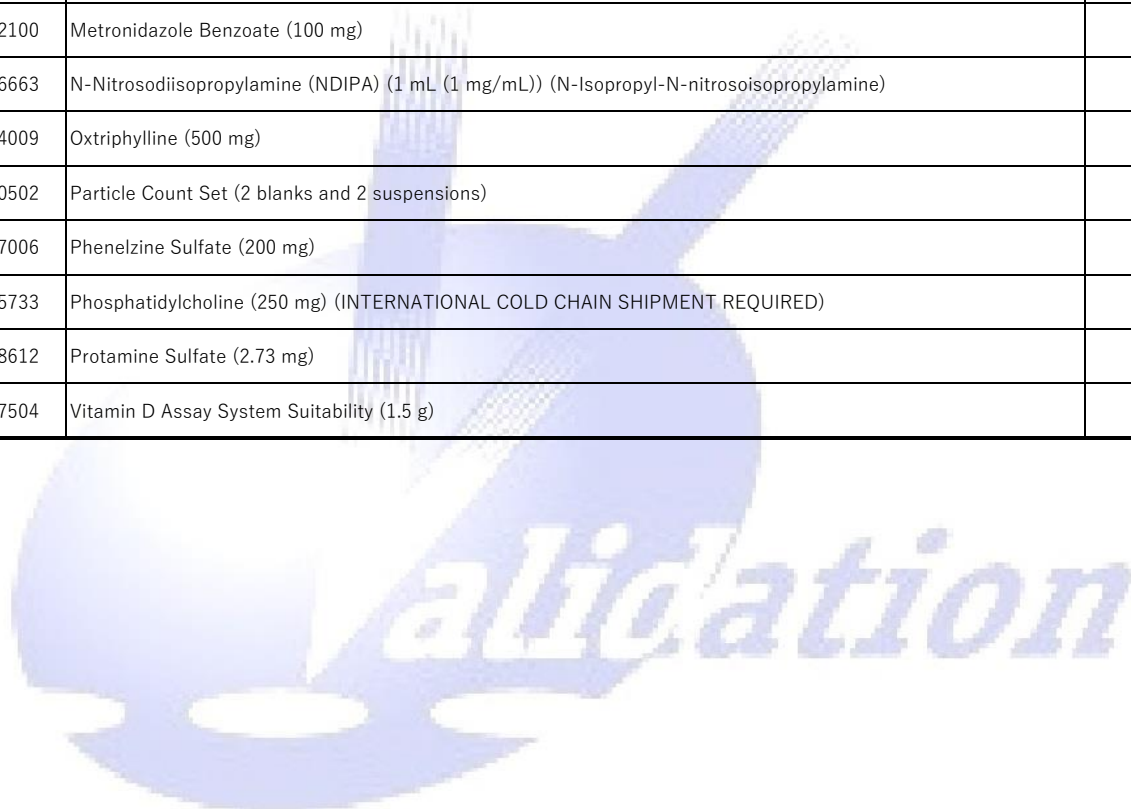 2100 Metronidazole Benzoate (100 mg)
6663 N-Nitrosodiisopropylamine (NDIPA) (1 mL (1 mg/mL)) (N-Isopropyl-N-nitrosoisopropylamine)
4009 Oxtriphylline (500 mg)
0502 Particle Count Set (2 blanks and 2 suspensions)
7006 Phenelzine Sulfate (200 mg)
5733 Phosphatidylcholine (250 mg) (INTERNATIONAL COLD CHAIN SHIPMENT REQUIRED)
8612 Protamine Sulfate (2.73 mg)
7504 Vitamin D Assay System Suitability (1.5 g)
Validation